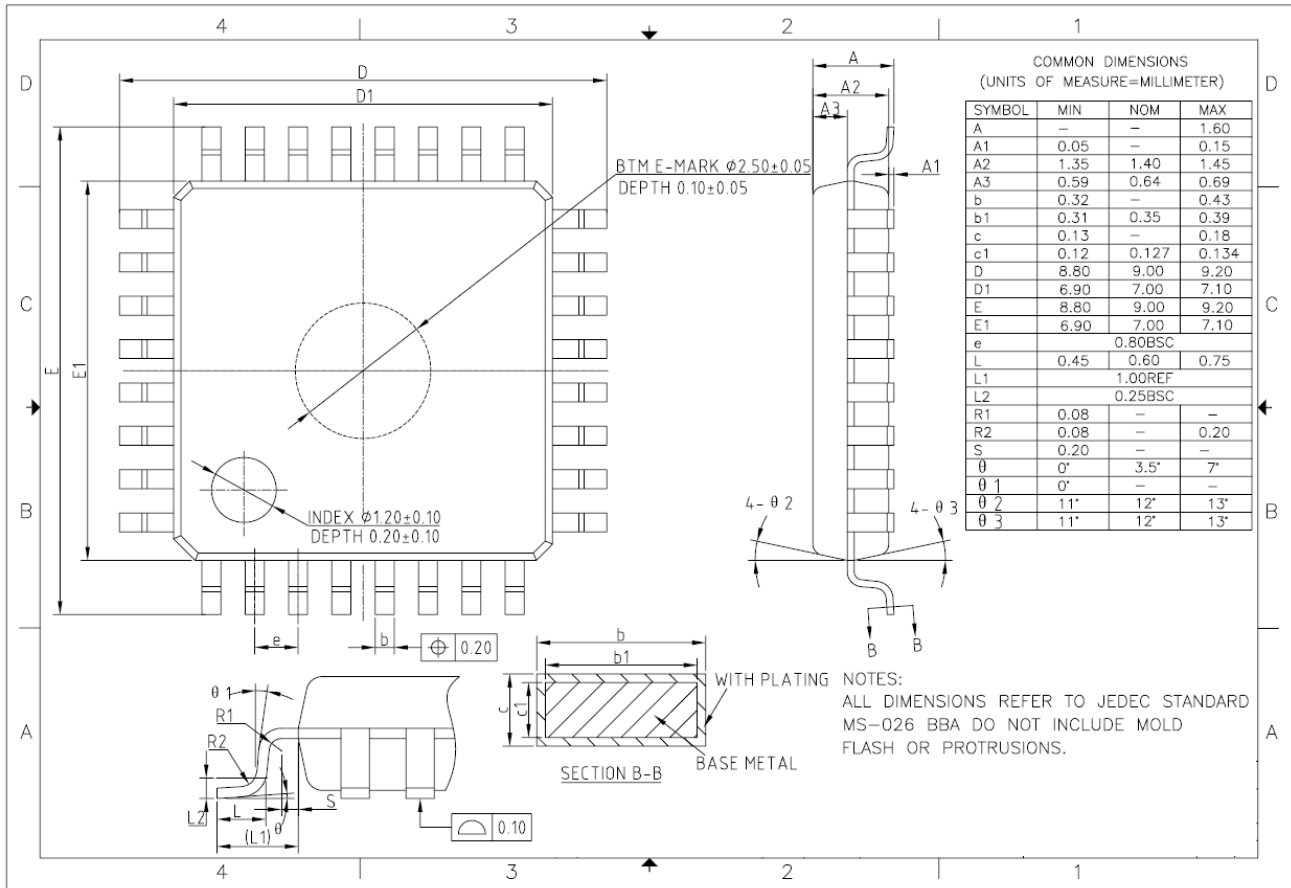 4 3 2 1
D
D
C
C
B
B
A
A
D
D1
E
E1
BTM E-MARK Ø2.50±0.05
DEPTH 0.10±0.05
INDEX Ø1.20±0.10
DEPTH 0.20±0.10
e
b
⌖ 0.20
A
A2
A3
A1
4-θ2
4-θ3
B
B
COMMON DIMENSIONS
(UNITS OF MEASURE=MILLIMETER)
SYMBOL MIN NOM MAX
A – – 1.60
A1 0.05 – 0.15
A2 1.35 1.40 1.45
A3 0.59 0.64 0.69
b 0.32 – 0.43
b1 0.31 0.35 0.39
c 0.13 – 0.18
c1 0.12 0.127 0.134
D 8.80 9.00 9.20
D1 6.90 7.00 7.10
E 8.80 9.00 9.20
E1 6.90 7.00 7.10
e 0.80BSC
L 0.45 0.60 0.75
L1 1.00REF
L2 0.25BSC
R1 0.08 – –
R2 0.08 – 0.20
S 0.20 – –
θ 0° 3.5° 7°
θ1 0° – –
θ2 11° 12° 13°
θ3 11° 12° 13°
θ1
R1
R2
L2
L
(L1)
θ
S
⌓ 0.10
b
b1
c
c1
WITH PLATING
BASE METAL
SECTION B-B
NOTES:
ALL DIMENSIONS REFER TO JEDEC STANDARD
MS-026 BBA DO NOT INCLUDE MOLD
FLASH OR PROTRUSIONS.
4 3 2 1